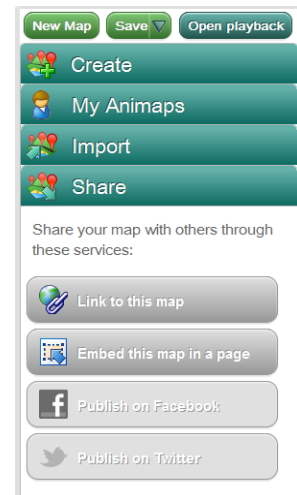 New Map Save Open playback
Create
My Animaps
Import
Share
Share your map with others through
these services:
Link to this map
Embed this map in a page
Publish on Facebook
Publish on Twitter